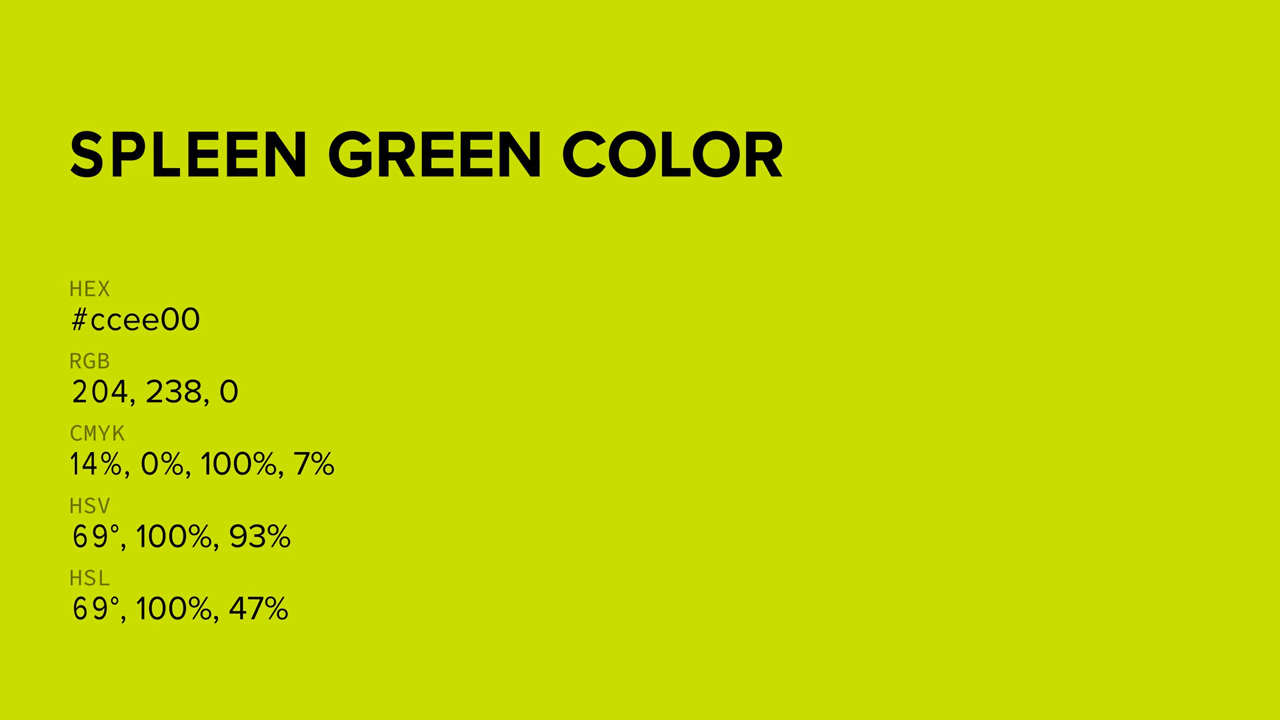 SPLEEN GREEN COLOR
HEX
#ccee00
RGB
204, 238, 0
CMYK
14%, 0%, 100%, 7%
HSV
69°, 100%, 93%
HSL
69°, 100%, 47%